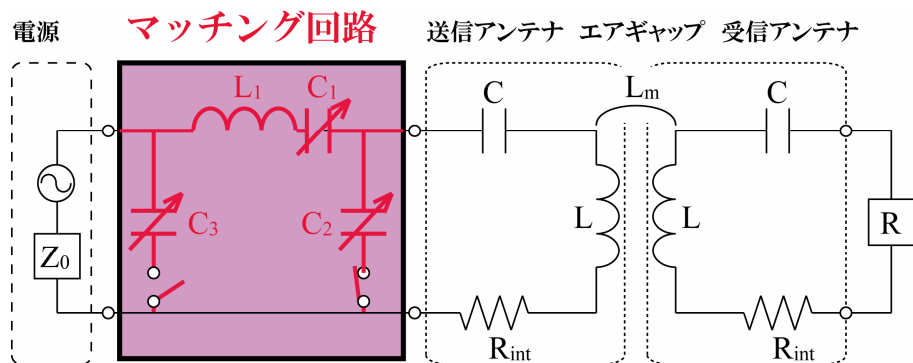 電源
マッチング回路
送信アンテナ
エアギャップ
受信アンテナ
L1
C1
C3
C2
Z0
C
Lm
C
L
L
R
Rint
Rint